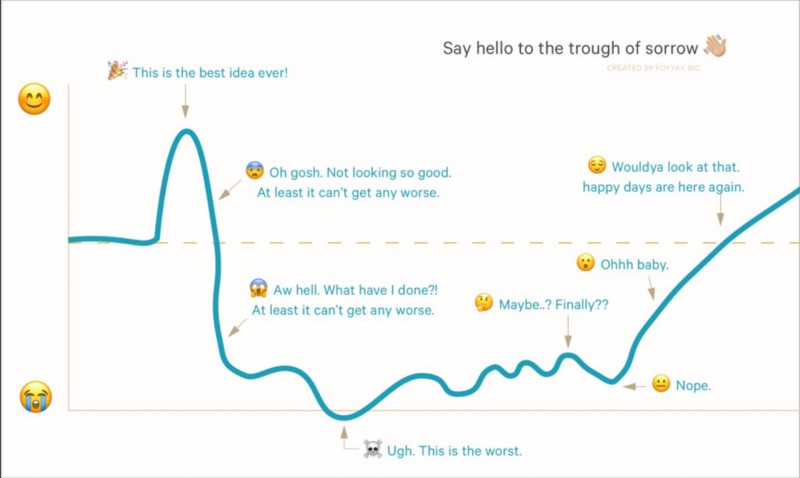 Say hello to the trough of sorrow
CREATED BY FOYYAY, INC.
This is the best idea ever!
Oh gosh. Not looking so good.
At least it can't get any worse.
Wouldya look at that.
happy days are here again.
Ohhh baby.
Aw hell. What have I done?!
At least it can't get any worse.
Maybe..? Finally??
Nope.
Ugh. This is the worst.